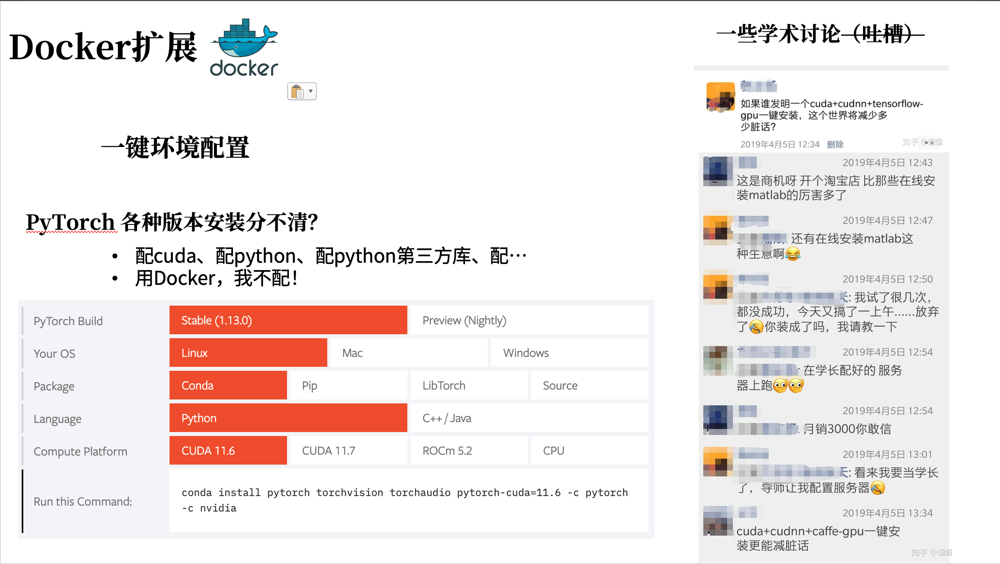 Docker扩展
docker
一键环境配置
PyTorch 各种版本安装分不清？
• 配cuda、配python、配python第三方库、配…
• 用Docker，我不配！
PyTorch Build
Stable (1.13.0)
Preview (Nightly)
Your OS
Linux
Mac
Windows
Package
Conda
Pip
LibTorch
Source
Language
Python
C++ / Java
Compute Platform
CUDA 11.6
CUDA 11.7
ROCm 5.2
CPU
Run this Command:
conda install pytorch torchvision torchaudio pytorch-cuda=11.6 -c pytorch
-c nvidia
一些学术讨论（吐槽）
如果谁发明一个cuda+cudnn+tensorflow-
gpu一键安装，这个世界将减少多
少脏话？
2019年4月5日 12:34 删除
知乎 @蝈蝈
2019年4月5日 12:43
这是商机呀 开个淘宝店 比那些在线安
装matlab的厉害多了
2019年4月5日 12:47
还有在线安装matlab这
种生意啊😂
2019年4月5日 12:50
: 我试了很几次，
都没成功，今天又搞了一上午……放弃
了🤣你装成了吗，我请教一下
2019年4月5日 12:54
: 在学长配好的 服务
器上跑
2019年4月5日 12:54
月销3000你敢信
2019年4月5日 13:01
: 看来我要当学长
了，导师让我配置服务器
2019年4月5日 13:34
cuda+cudnn+caffe-gpu一键安
装更能减脏话
知乎 @蝈蝈